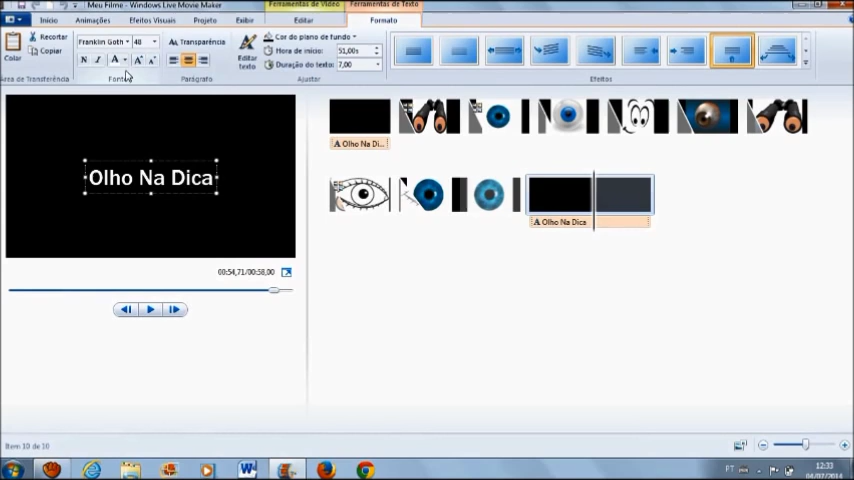 Meu Filme - Windows Live Movie Maker
Ferramentas de Vídeo
Ferramentas de Texto
Início
Animações
Efeitos Visuais
Projeto
Exibir
Editar
Formato
Colar
Recortar
Copiar
Área de Transferência
Franklin Goth
48
N
I
A
A
A
Fonte
Transparência
Parágrafo
Editar texto
Cor do plano de fundo
Hora de início: 51,00s
Duração do texto: 7,00
Ajustar
Efeitos
Olho Na Dica
00:54,71/00:58,00
A Olho Na Di...
A Olho Na Dica
Item 10 de 10
PT
12:33
04/07/2014